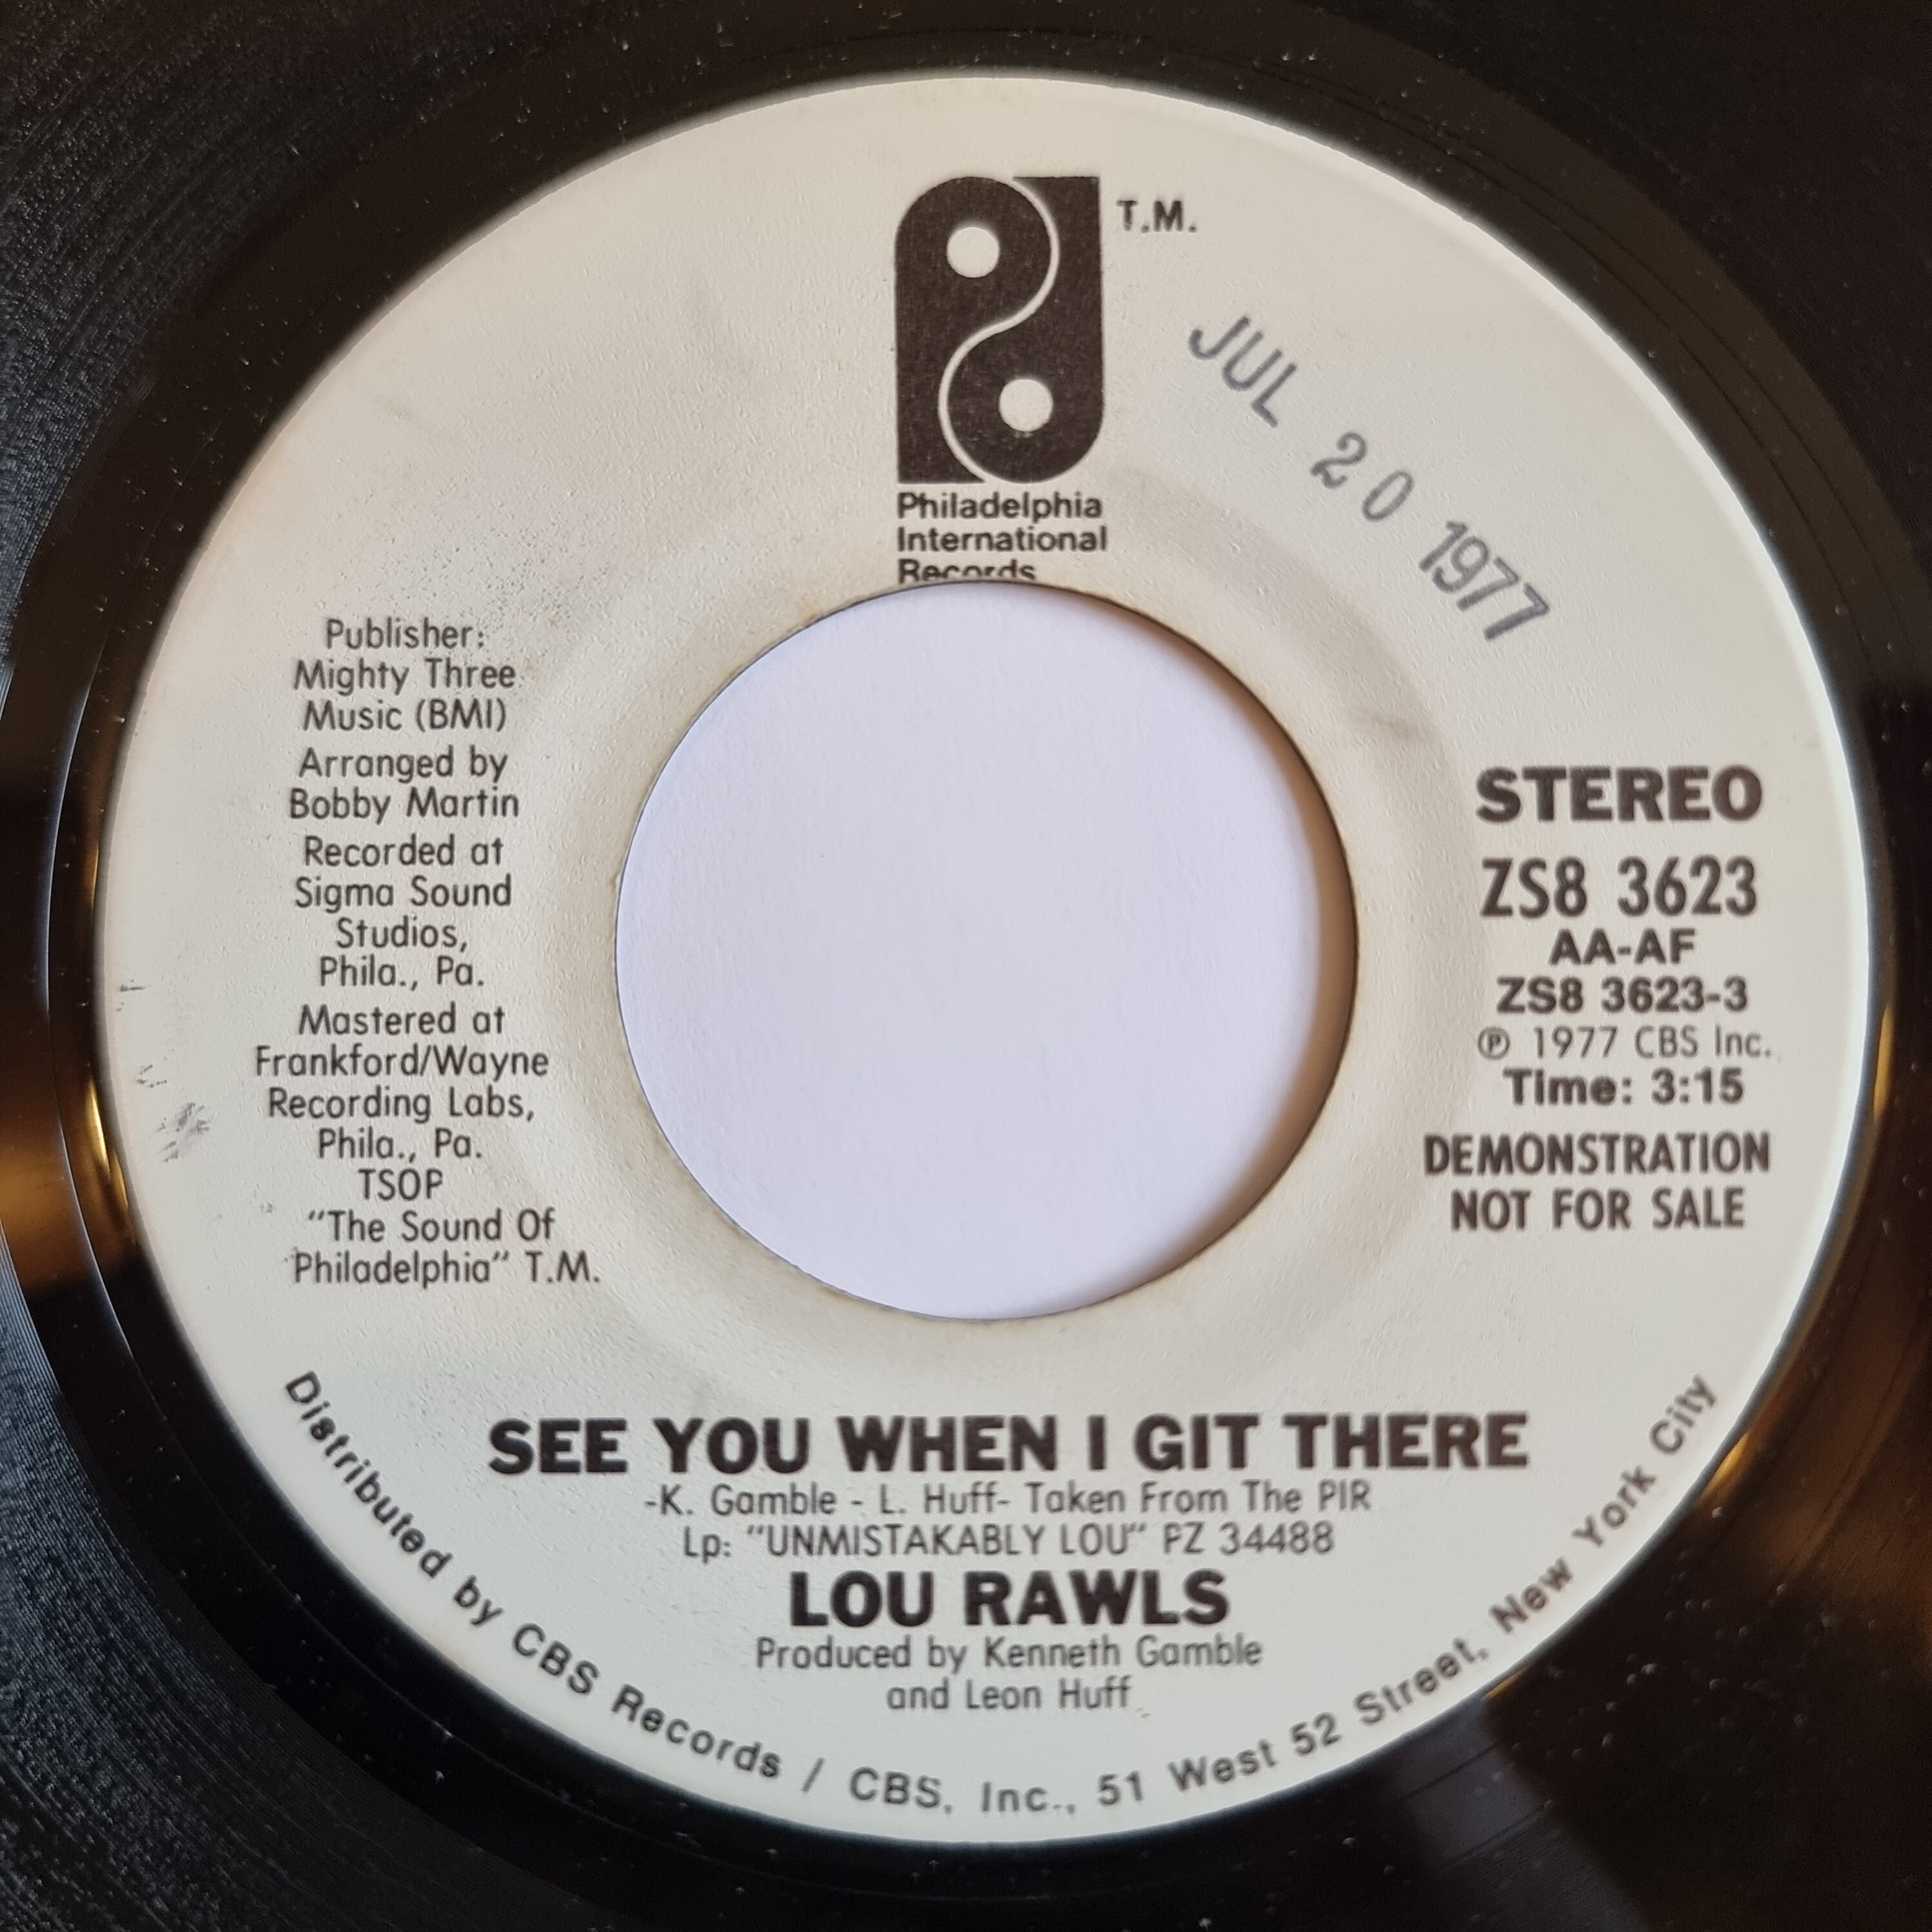 T.M.
Philadelphia
International
Records
JUL 20 1977
Publisher:
Mighty Three
Music (BMI)
Arranged by
Bobby Martin
Recorded at
Sigma Sound
Studios,
Phila., Pa.
Mastered at
Frankford/Wayne
Recording Labs,
Phila., Pa.
TSOP
"The Sound Of
Philadelphia" T.M.
STEREO
ZS8 3623
AA-AF
ZS8 3623-3
℗ 1977 CBS Inc.
Time: 3:15
DEMONSTRATION
NOT FOR SALE
SEE YOU WHEN I GIT THERE
-K. Gamble - L. Huff- Taken From The PIR
Lp: "UNMISTAKABLY LOU" PZ 34488
LOU RAWLS
Produced by Kenneth Gamble
and Leon Huff
Distributed by CBS Records / CBS, Inc., 51 West 52 Street, New York City